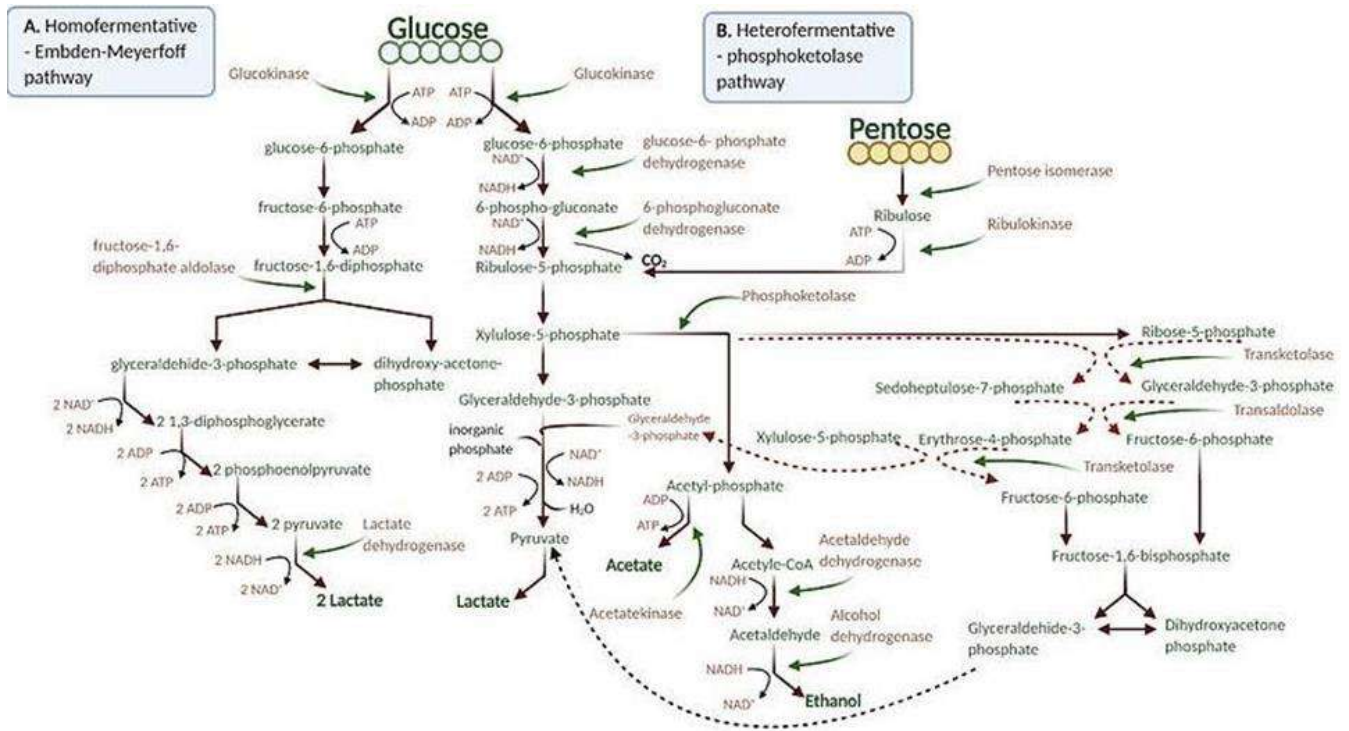 A. Homofermentative
- Embden-Meyerfoff
pathway
Glucose
B. Heterofermentative
- phosphoketolase
pathway
Glucokinase
ATP
ADP
ATP
ADP
Glucokinase
glucose-6-phosphate
fructose-6-phosphate
ATP
ADP
fructose-1,6-
diphosphate aldolase
fructose-1,6-diphosphate
glyceraldehide-3-phosphate
dihydroxy-acetone-
phosphate
2 NAD⁺
2 NADH
2 1,3-diphosphoglycerate
2 ADP
2 ATP
2 phosphoenolpyruvate
2 ADP
2 ATP
2 pyruvate
Lactate
dehydrogenase
2 NADH
2 NAD⁺
2 Lactate
glucose-6-phosphate
NAD⁺
NADH
glucose-6- phosphate
dehydrogenase
6-phospho-gluconate
NAD⁺
NADH
6-phosphogluconate
dehydrogenase
CO₂
Ribulose-5-phosphate
Pentose
Pentose isomerase
Ribulose
ATP
ADP
Ribulokinase
Phosphoketolase
Xylulose-5-phosphate
Glyceraldehyde-3-phosphate
inorganic
phosphate
Glyceraldehyde
-3-phosphate
NAD⁺
NADH
2 ADP
2 ATP
H₂O
Pyruvate
Lactate
Acetyl-phosphate
ADP
ATP
Acetate
Acetatekinase
Acetyle-CoA
NADH
NAD⁺
Acetaldehyde
dehydrogenase
Acetaldehyde
NADH
NAD⁺
Alcohol
dehydrogenase
Ethanol
Ribose-5-phosphate
Transketolase
Sedoheptulose-7-phosphate
Glyceraldehyde-3-phosphate
Transaldolase
Xylulose-5-phosphate
Erythrose-4-phosphate
Fructose-6-phosphate
Transketolase
Fructose-6-phosphate
Fructose-1,6-bisphosphate
Glyceraldehide-3-
phosphate
Dihydroxyacetone
phosphate